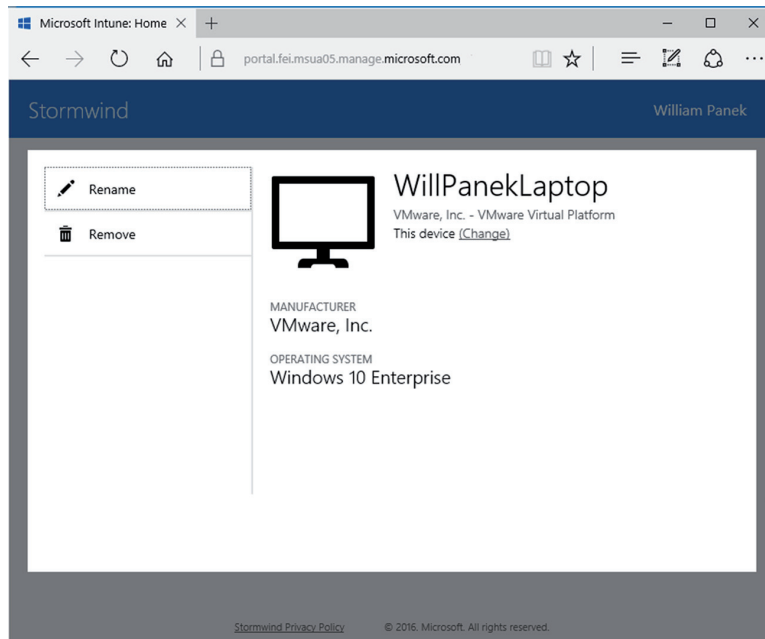 Microsoft Intune: Home
portal.fei.msua05.manage.microsoft.com
Stormwind
William Panek
Rename
Remove
WillPanekLaptop
VMware, Inc. - VMware Virtual Platform
This device (Change)
MANUFACTURER
VMware, Inc.
OPERATING SYSTEM
Windows 10 Enterprise
Stormwind Privacy Policy © 2016. Microsoft. All rights reserved.